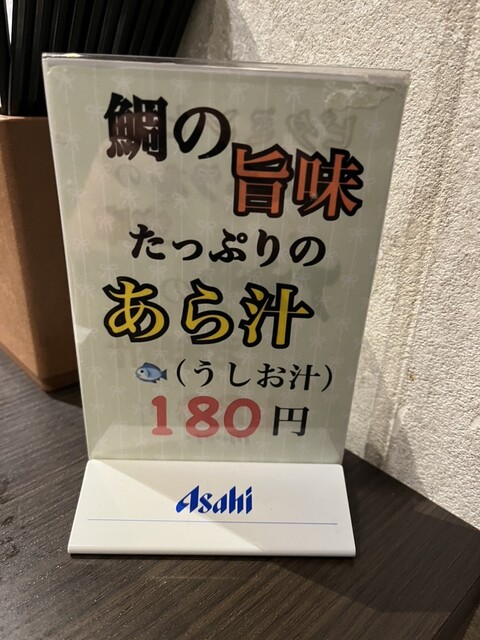 鯛の
旨味
たっぷりの
あら汁
(うしお汁)
180円
Asahi